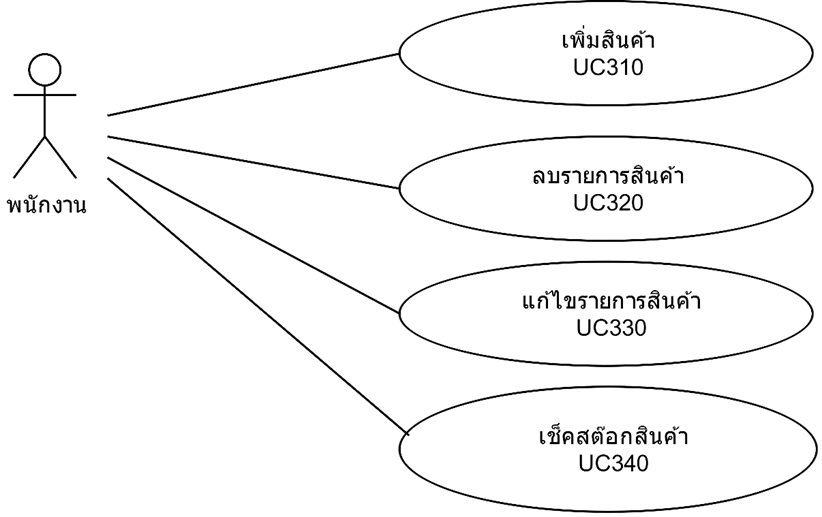 เพิ่มสินค้า
UC310
พนักงาน
ลบรายการสินค้า
UC320
แก้ไขรายการสินค้า
UC330
เช็คสต๊อกสินค้า
UC340